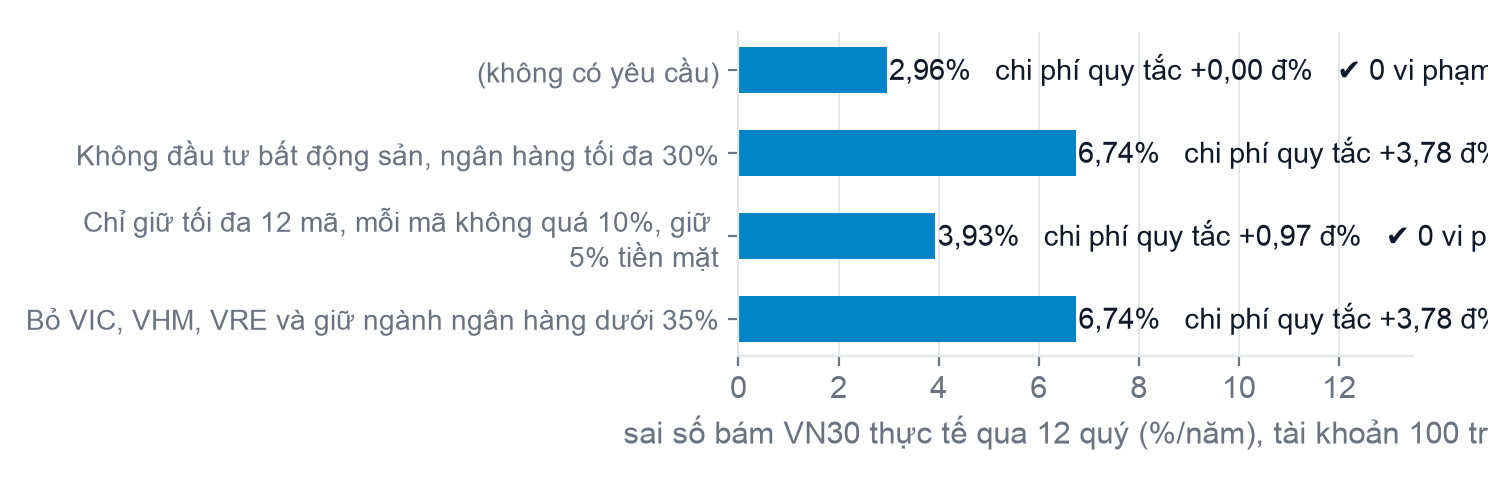 (không có yêu cầu) 2,96% chi phí quy tắc +0,00 đ% ✔ 0 vi phạm
Không đầu tư bất động sản, ngân hàng tối đa 30% 6,74% chi phí quy tắc +3,78 đ%
Chỉ giữ tối đa 12 mã, mỗi mã không quá 10%, giữ
5% tiền mặt 3,93% chi phí quy tắc +0,97 đ% ✔ 0 vi
Bỏ VIC, VHM, VRE và giữ ngành ngân hàng dưới 35% 6,74% chi phí quy tắc +3,78 đ%
0 2 4 6 8 10 12
sai số bám VN30 thực tế qua 12 quý (%/năm), tài khoản 100